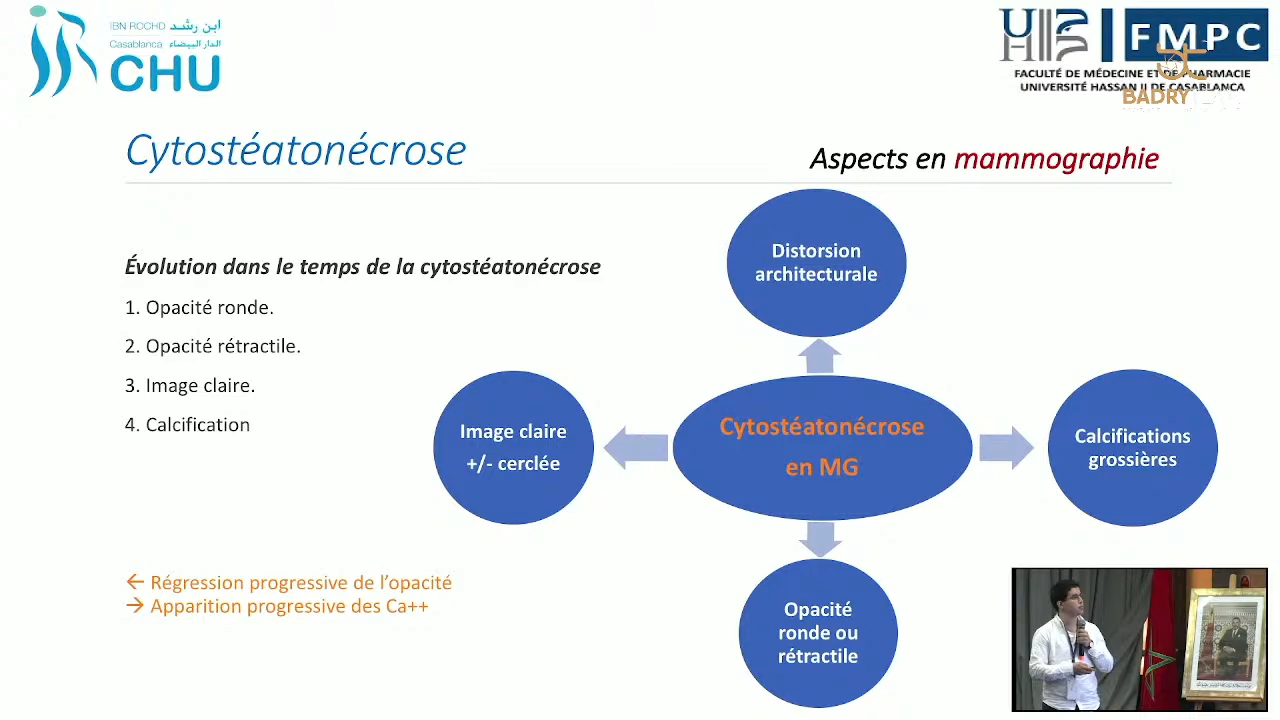 IBN ROCHD ابن رشد
Casablanca الدار البيضاء
CHU
UH
FMPC
FACULTÉ DE MÉDECINE ET DE PHARMACIE
UNIVERSITÉ HASSAN II DE CASABLANCA
BADRY
Cytostéatonécrose
Aspects en mammographie
Évolution dans le temps de la cytostéatonécrose
1. Opacité ronde.
2. Opacité rétractile.
3. Image claire.
4. Calcification
← Régression progressive de l’opacité
→ Apparition progressive des Ca++
Distorsion
architecturale
Image claire
+/- cerclée
Cytostéatonécrose
en MG
Calcifications
grossières
Opacité
ronde ou
rétractile